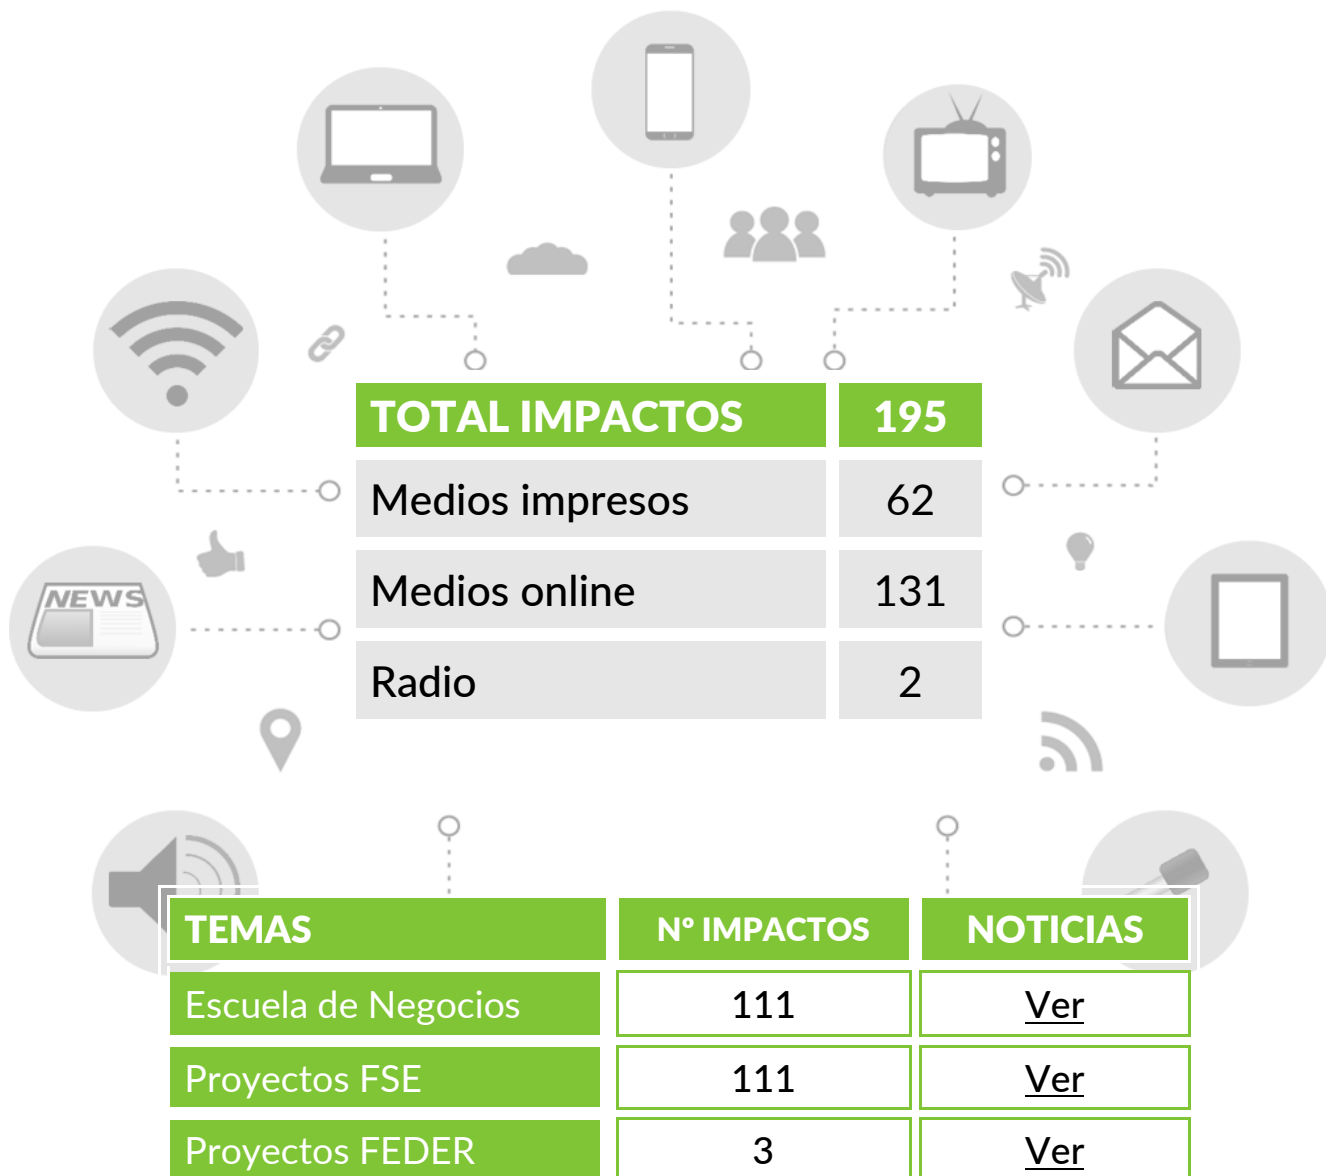 TOTAL IMPACTOS 195
Medios impresos 62
NEWS
Medios online 131
Radio 2
TEMAS Nº IMPACTOS NOTICIAS
Escuela de Negocios 111 Ver
Proyectos FSE 111 Ver
Proyectos FEDER 3 Ver